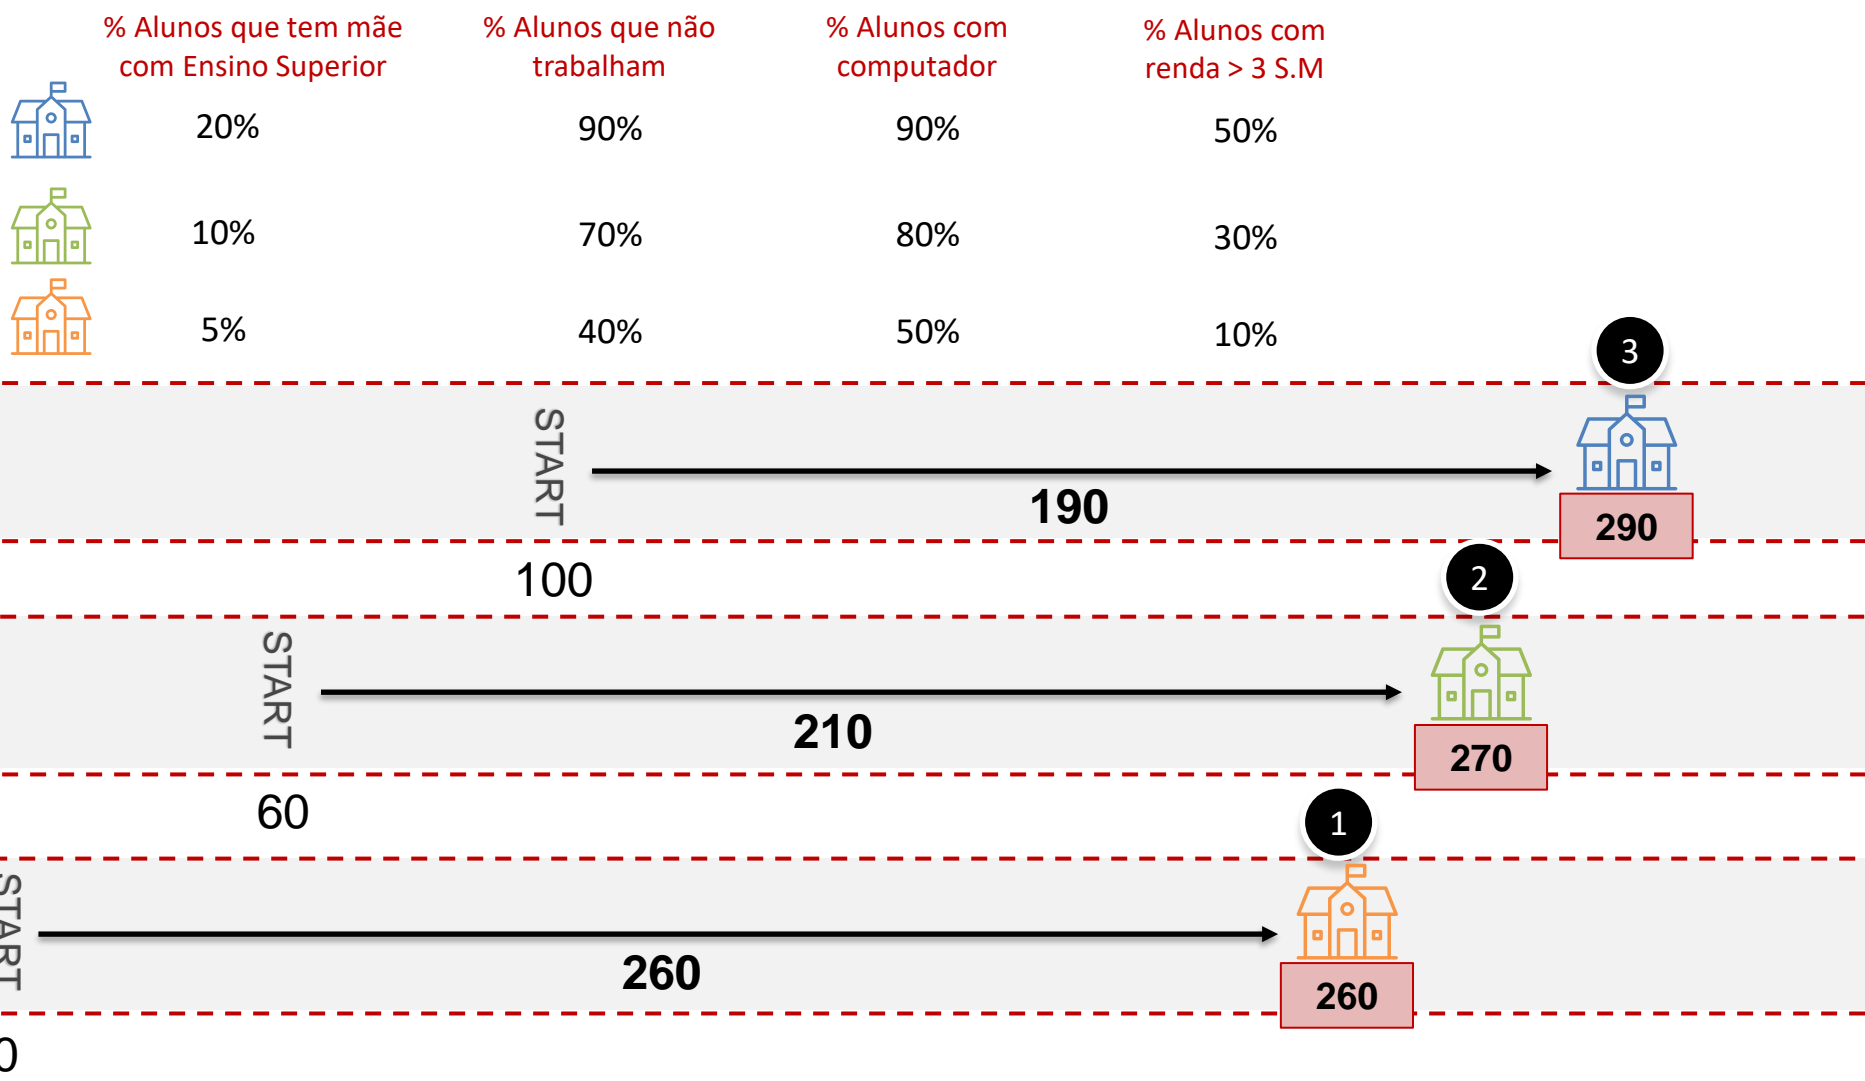 % Alunos que tem mãe
com Ensino Superior
% Alunos que não
trabalham
% Alunos com
computador
% Alunos com
renda > 3 S.M
20%
90%
90%
50%
10%
70%
80%
30%
5%
40%
50%
10%
3
START
190
290
100
2
START
210
270
60
1
START
260
260
0